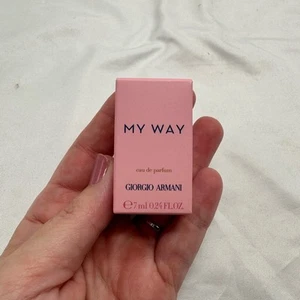 MY WAY
eau de parfum
GIORGIO ARMANI
℮ 7 ml 0.24 FL.OZ.